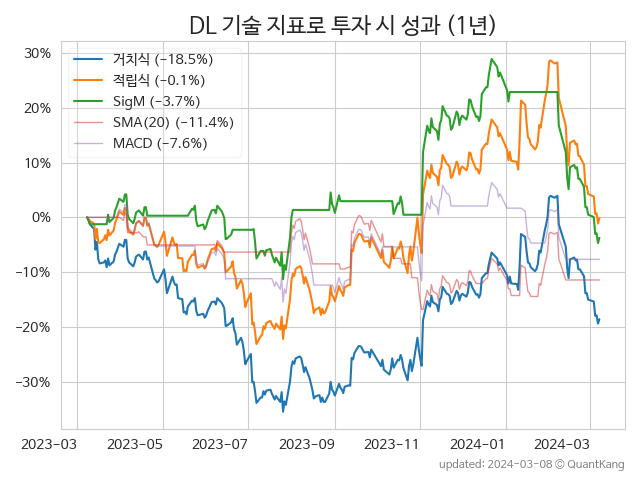 DL 기술 지표로 투자 시 성과 (1년)
30%
20%
10%
0%
−10%
−20%
−30%
거치식 (−18.5%)
적립식 (−0.1%)
SigM (−3.7%)
SMA(20) (−11.4%)
MACD (−7.6%)
2023-03
2023-05
2023-07
2023-09
2023-11
2024-01
2024-03
updated: 2024-03-08 ⓒ QuantKang